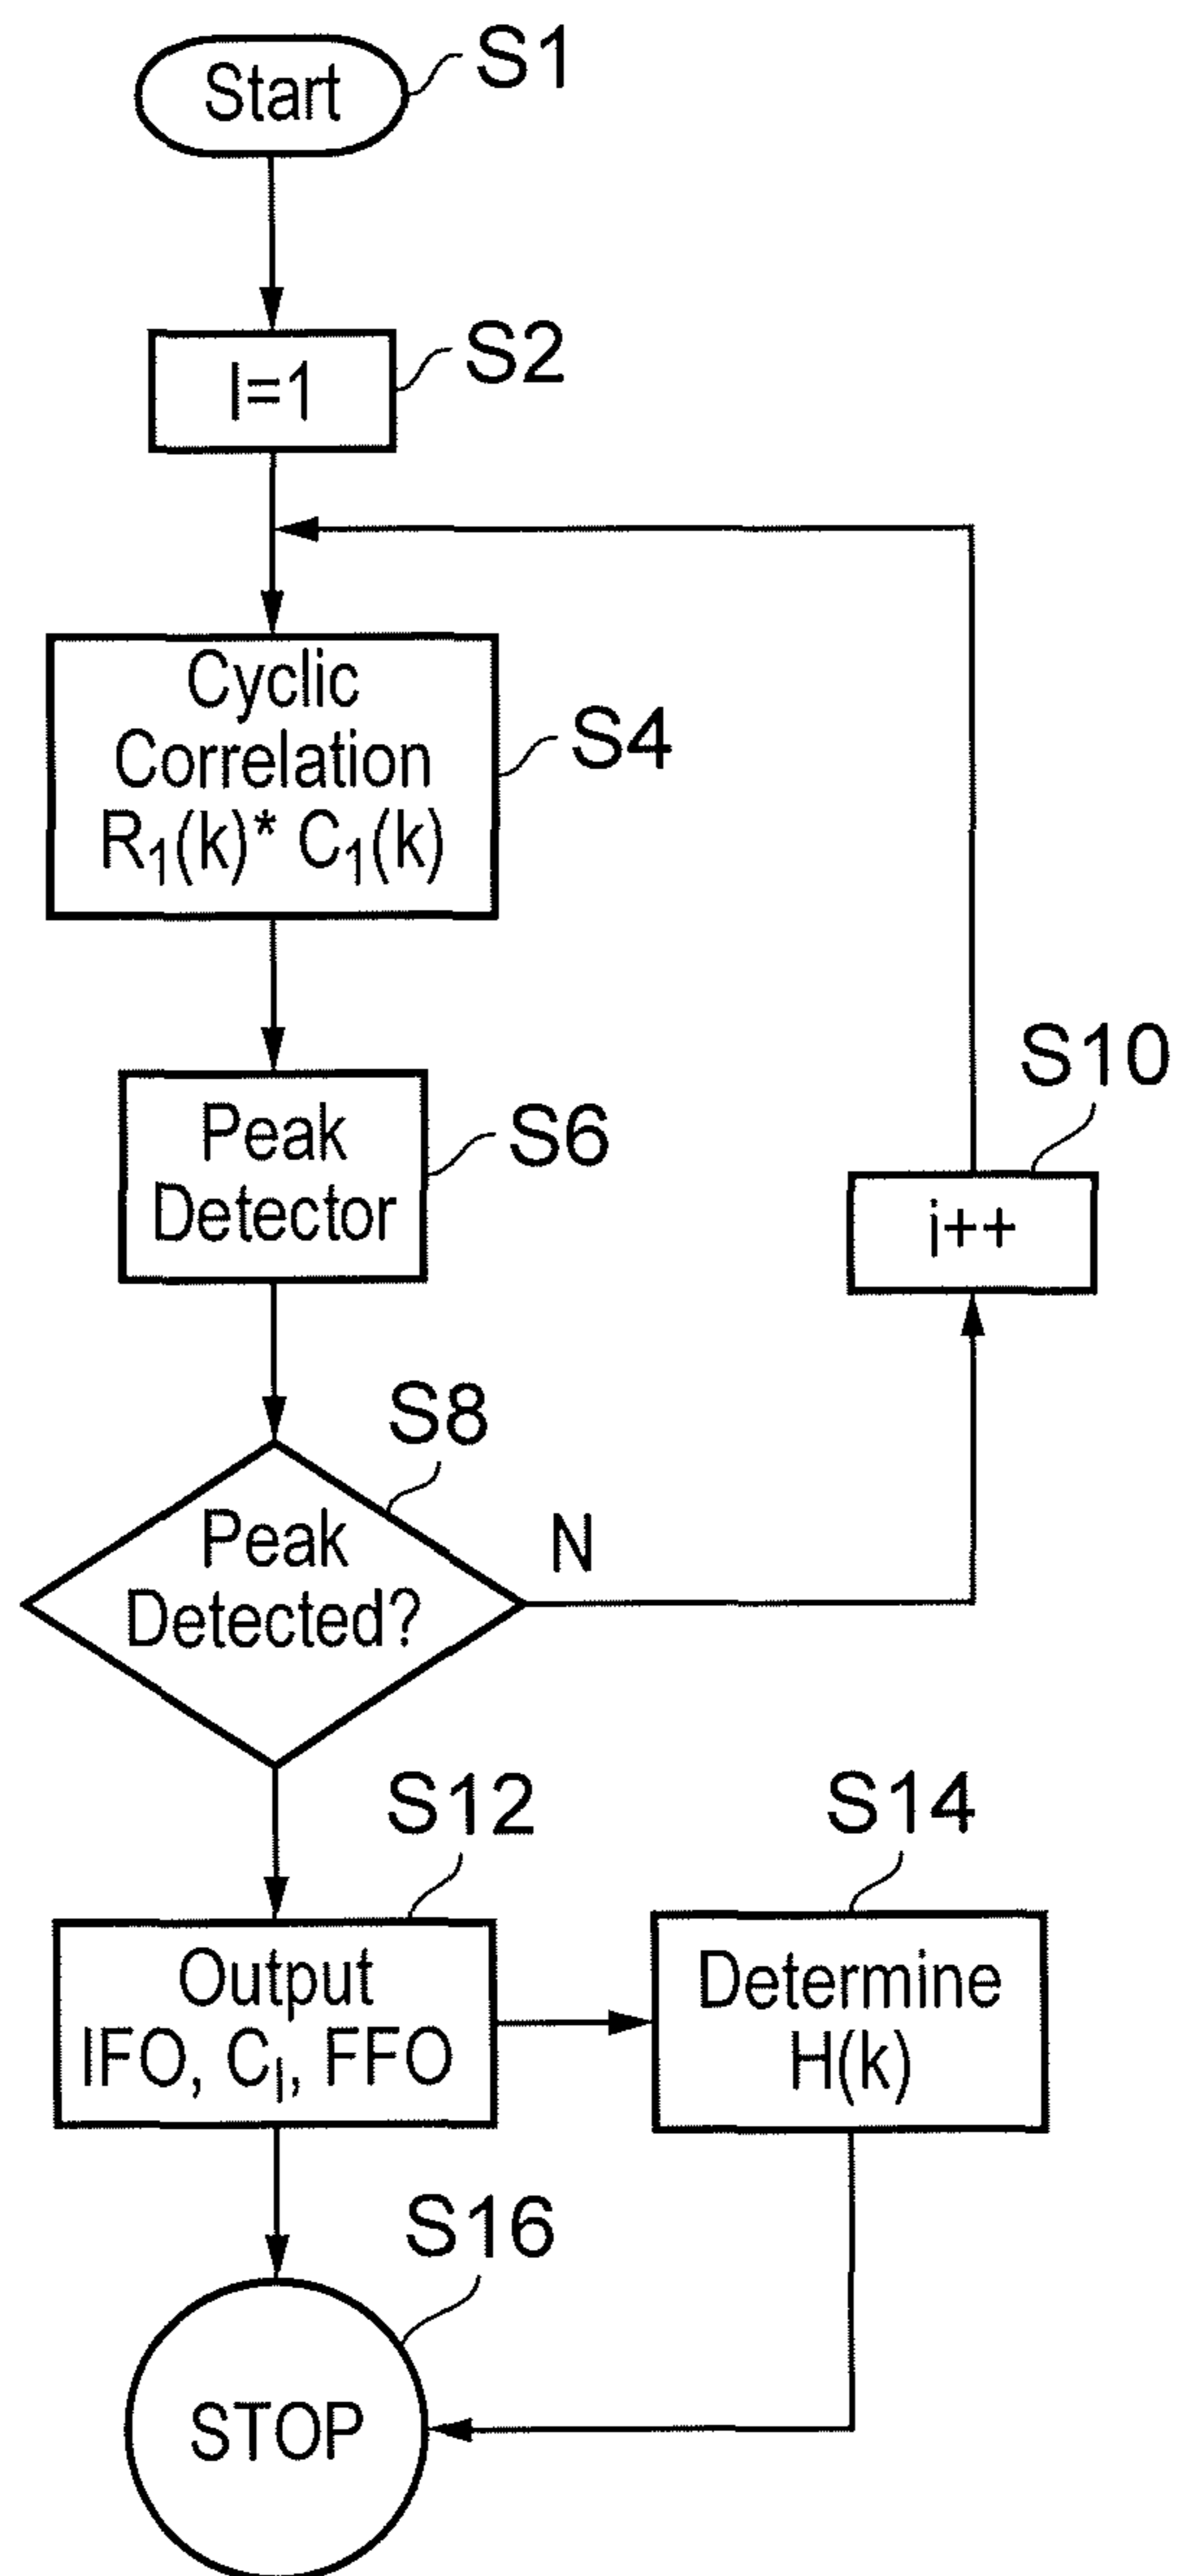 Start
S1
I=1
S2
Cyclic
Correlation
R₁(k)* C₁(k)
S4
Peak
Detector
S6
S10
i++
Peak
Detected?
S8
N
Output
IFO, Cᵢ, FFO
S12
Determine
H(k)
S14
STOP
S16